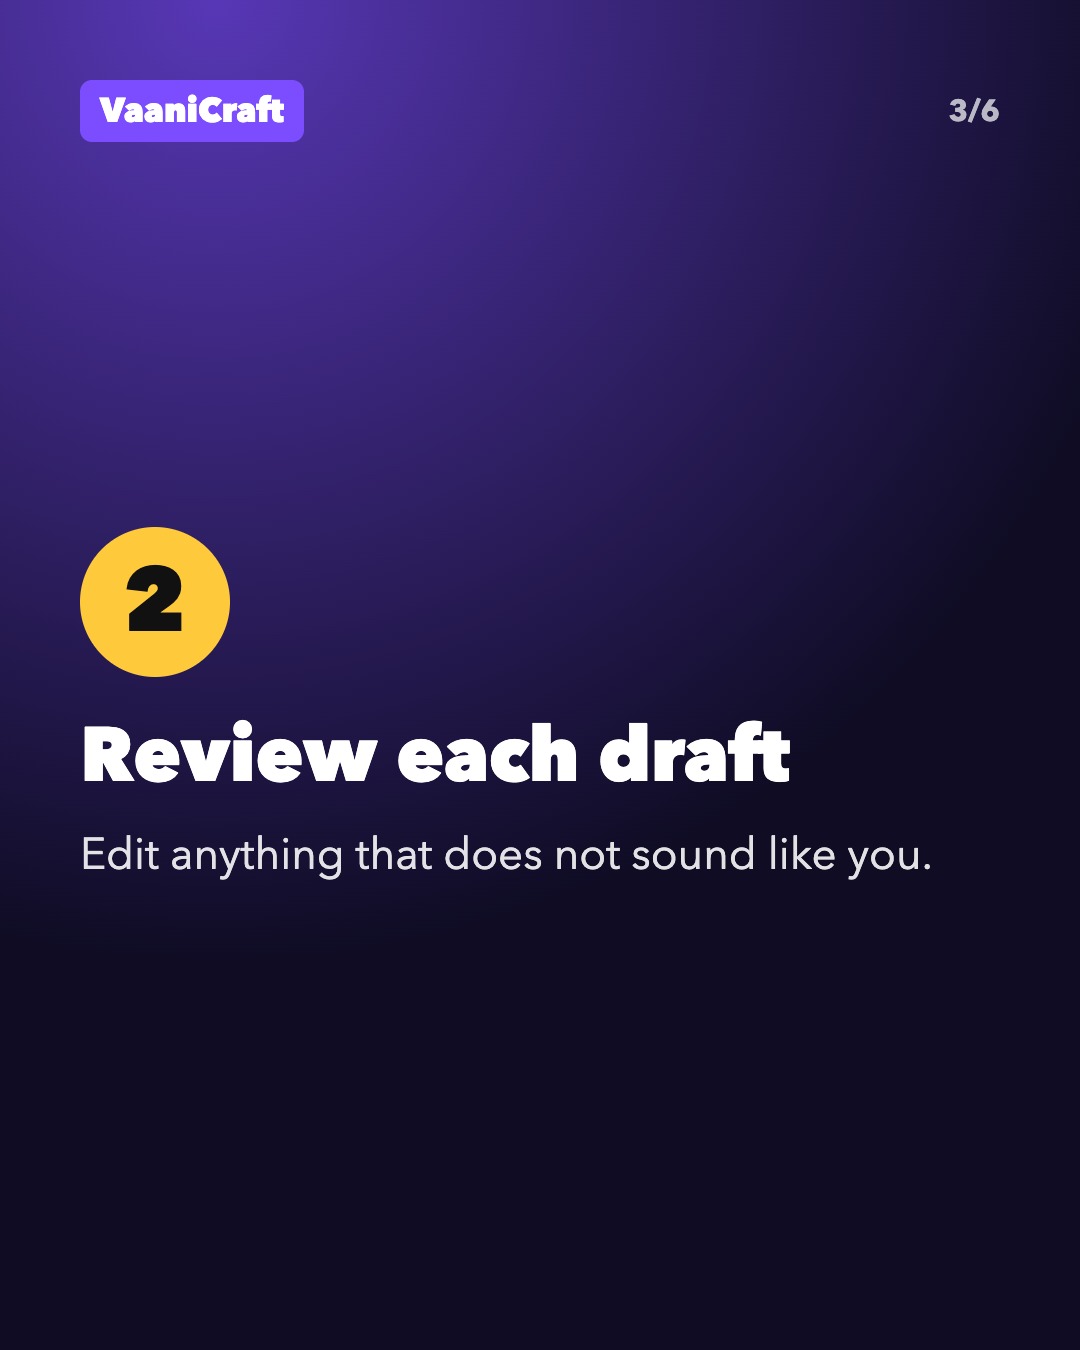 VaaniCraft
3/6
2
Review each draft
Edit anything that does not sound like you.